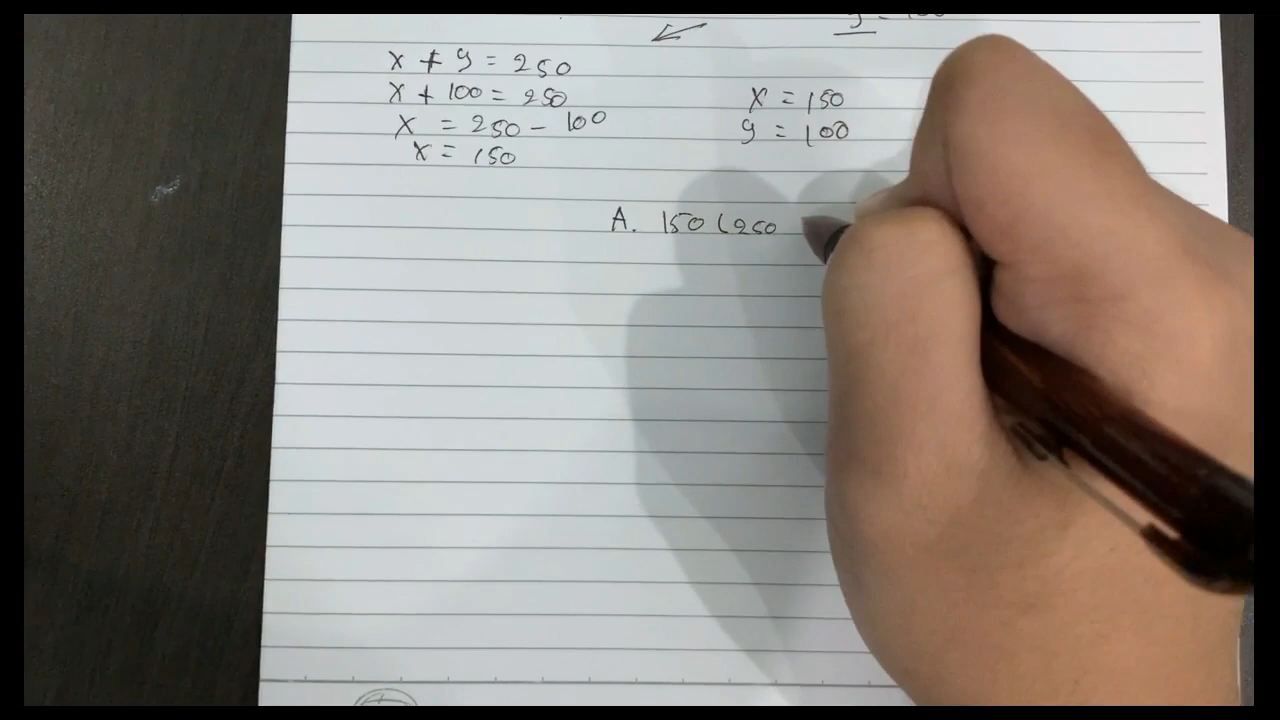 x + y = 250
x + 100 = 250
x = 250 - 100
x = 150
x = 150
y = 100
A. 150 (250